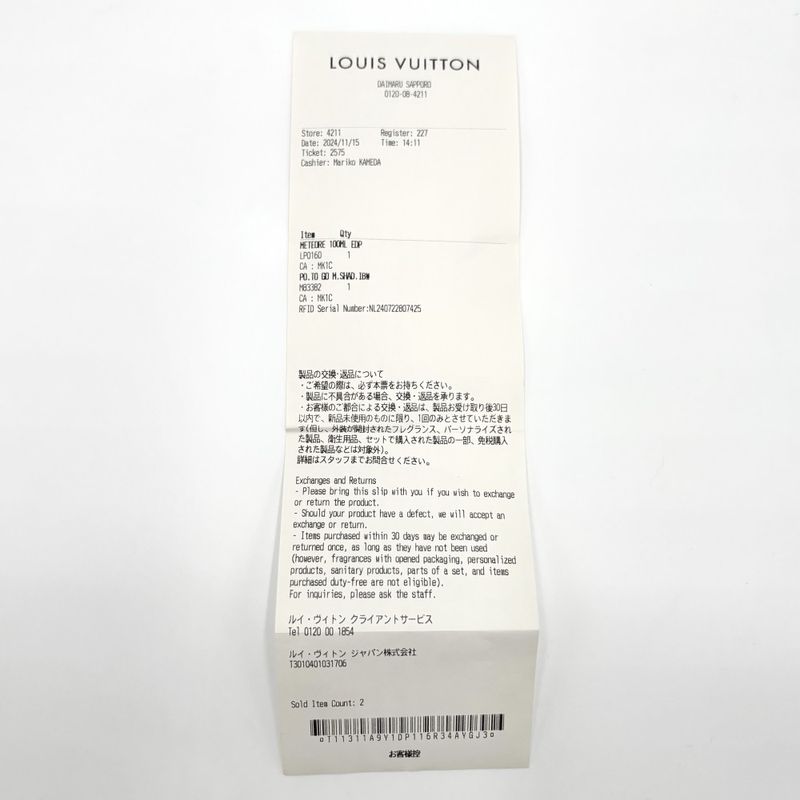 LOUIS VUITTON
DAIMARU SAPPORO
0120-08-4211
Store: 4211 Register: 227
Date: 2024/11/15 Time: 14:11
Ticket: 2575
Cashier: Mariko KAMEDA
Item Qty
METEORE 100ML EDP
LP0160 1
CA : MK1C
PO.TO GO M.SHAD.IBW
M83382 1
CA : MK1C
RFID Serial Number:NL240722807425
製品の交換・返品について
・ご希望の際は、必ず本票をお持ちください。
・製品に不具合がある場合、交換・返品を承ります。
・お客様のご都合による交換・返品は、製品お受け取り後30日
以内で、新品未使用のものに限り、1回のみとさせていただきま
す(但し、外装が開封されたフレグランス、パーソナライズされ
た製品、衛生用品、セットで購入された製品の一部、免税購入
された製品などは対象外)。
詳細はスタッフまでお問合せください。
Exchanges and Returns
- Please bring this slip with you if you wish to exchange
or return the product.
- Should your product have a defect, we will accept an
exchange or return.
- Items purchased within 30 days may be exchanged or
returned once, as long as they have not been used
(however, fragrances with opened packaging, personalized
products, sanitary products, parts of a set, and items
purchased duty-free are not eligible).
For inquiries, please ask the staff.
ルイ・ヴィトン クライアントサービス
Tel 0120 00 1854
ルイ・ヴィトン ジャパン株式会社
T3010401031706
Sold Item Count: 2
¤T11311A9Y1DP116R34AYGJ3¤
お客様控